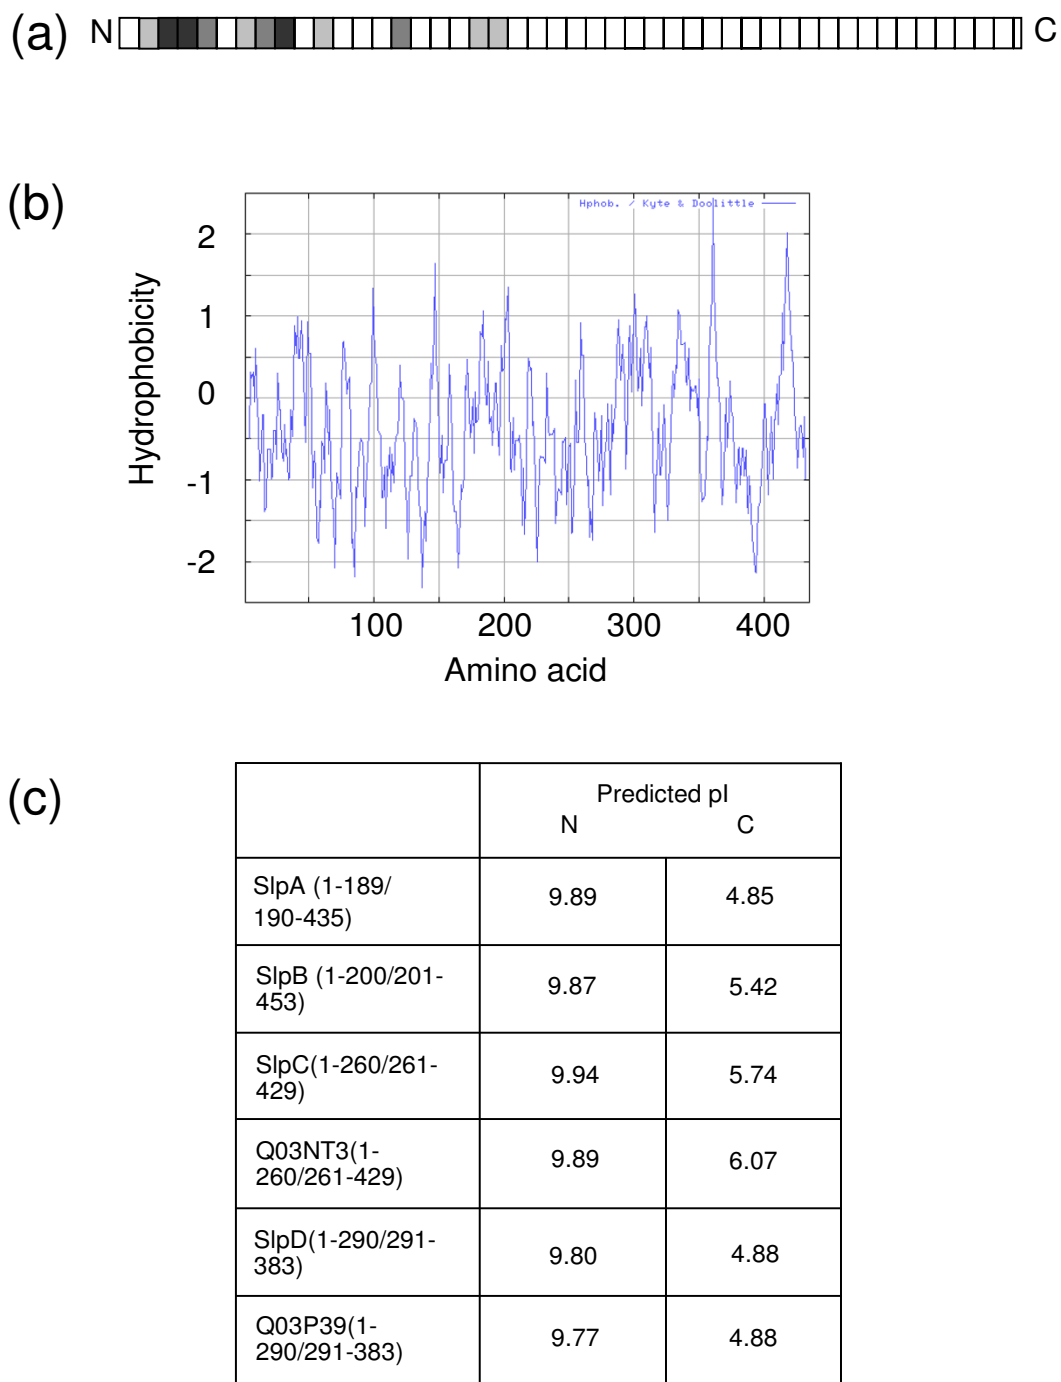 (a) N C
(b)
Hphob. / Kyte & Doolittle
2
1
0
-1
-2
Hydrophobicity
100 200 300 400
Amino acid
(c)
Predicted pI
N C
SlpA (1-189/
190-435)
9.89 4.85
SlpB (1-200/201-
453)
9.87 5.42
SlpC(1-260/261-
429)
9.94 5.74
Q03NT3(1-
260/261-429)
9.89 6.07
SlpD(1-290/291-
383)
9.80 4.88
Q03P39(1-
290/291-383)
9.77 4.88